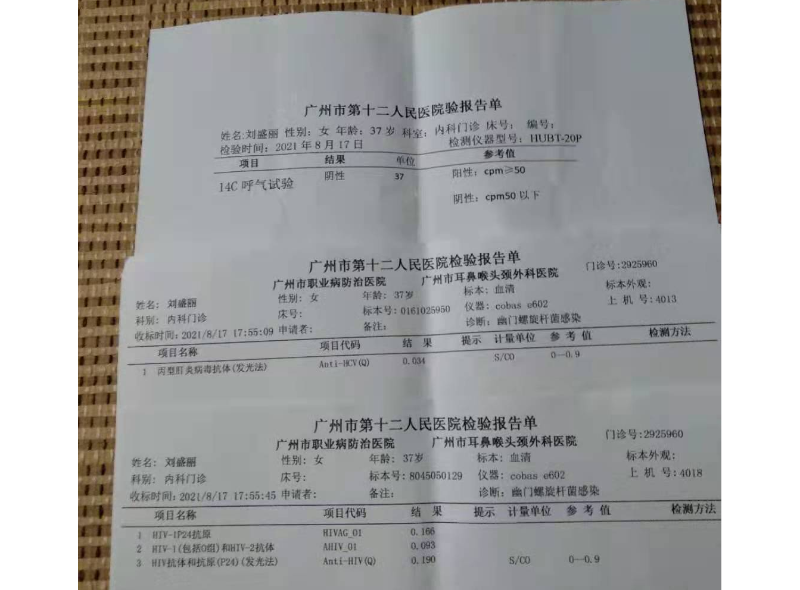 广州市第十二人民医院验报告单
姓名:刘盛丽 性别: 女 年龄: 37岁 科室: 内科门诊 床号: 编号:
检验时间: 2021年8月17日 检测仪器型号: HUBT-20P
项目 结果 单位 参考值
14C呼气试验 阴性 37 阳性: cpm≥50
阴性: cpm50以下
广州市第十二人民医院检验报告单
广州市职业病防治医院 广州市耳鼻喉头颈外科医院 门诊号:2925960
姓名: 刘盛丽 性别: 女 年龄: 37岁 标本: 血清 标本外观:
科别: 内科门诊 床号: 标本号:0161025950 仪器: cobas e602 上 机 号:4013
收标时间:2021/8/17 17:55:09 申请者: 备注: 诊断: 幽门螺旋杆菌感染
项目名称 项目代码 结 果 提示 计量单位 参 考 值 检测方法
1 丙型肝炎病毒抗体(发光法) Anti-HCV(Q) 0.034 S/CO 0--0.9
广州市第十二人民医院检验报告单
广州市职业病防治医院 广州市耳鼻喉头颈外科医院 门诊号:2925960
姓名: 刘盛丽 性别: 女 年龄: 37岁 标本: 血清 标本外观:
科别: 内科门诊 床号: 标本号:8045050129 仪器: cobas e602 上 机 号:4018
收标时间:2021/8/17 17:55:45 申请者: 备注: 诊断: 幽门螺旋杆菌感染
项目名称 项目代码 结 果 提示 计量单位 参 考 值 检测方法
1 HIV-1P24抗原 HIVAG_01 0.166
2 HIV-1(包括O组)和HIV-2抗体 AHIV_01 0.093
3 HIV抗体和抗原(P24)(发光法) Anti-HIV(Q) 0.190 S/CO 0--0.9